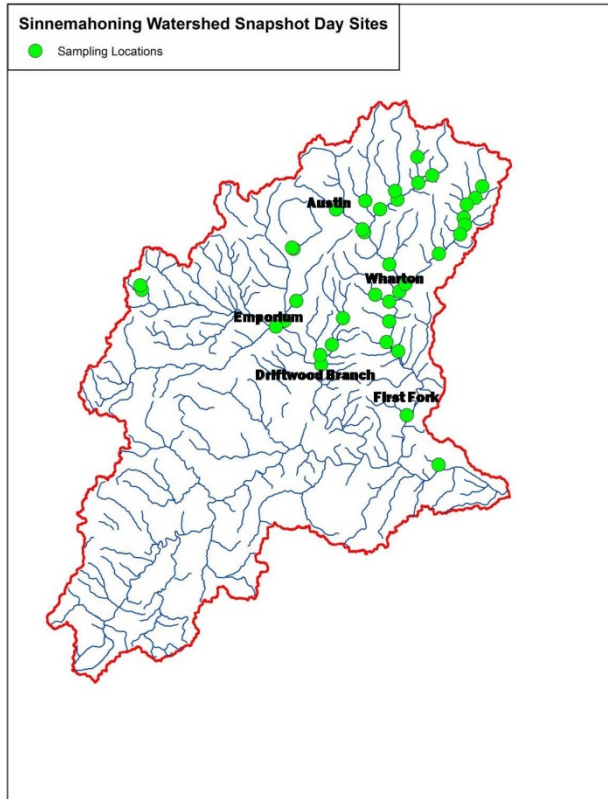 Sinnemahoning Watershed Snapshot Day Sites
Sampling Locations
Austin
Wharton
Emporium
Driftwood Branch
First Fork